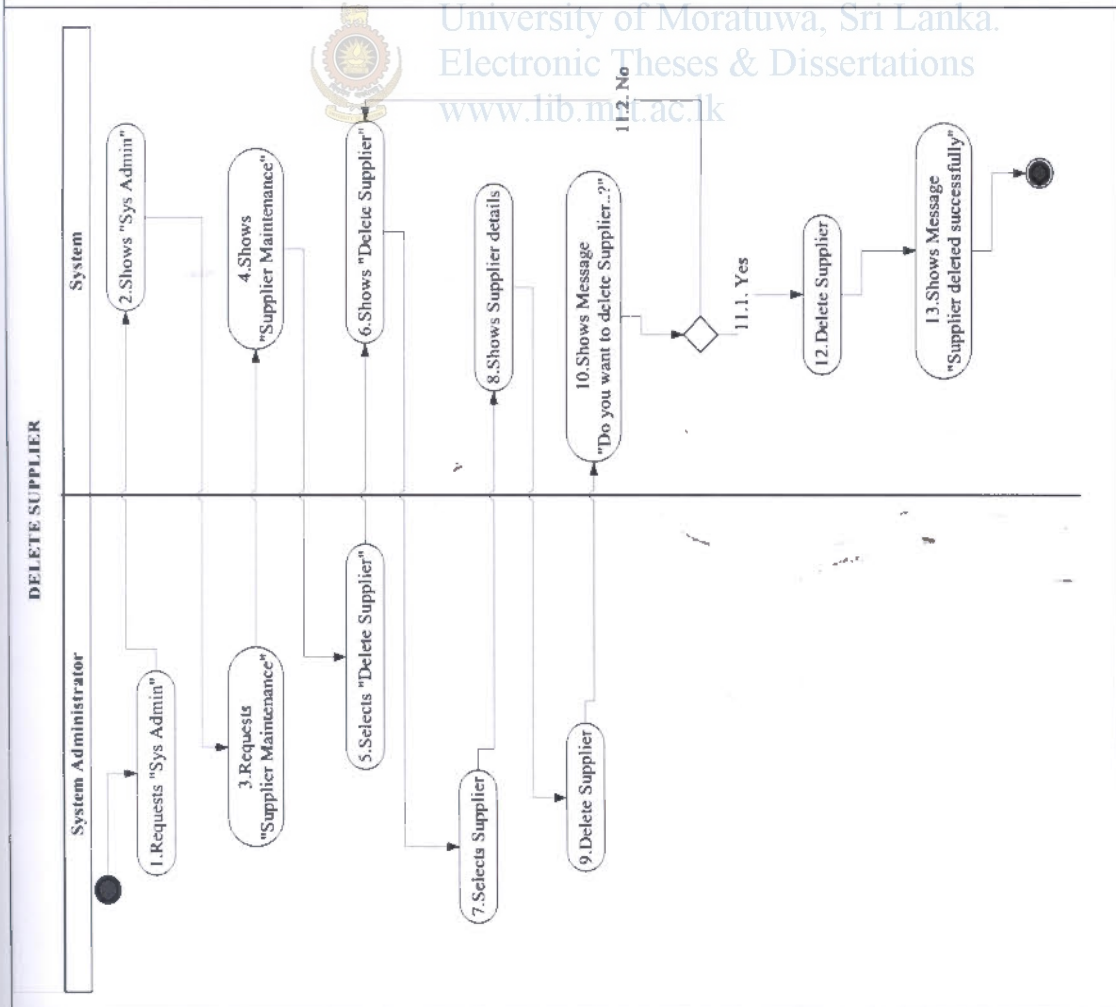 University of Moratuwa, Sri Lanka.
Electronic Theses & Dissertations
www.lib.mrt.ac.lk
DELETE SUPPLIER
System Administrator
System
1.Requests "Sys Admin"
2.Shows "Sys Admin"
3.Requests
"Supplier Maintenance"
4.Shows
"Supplier Maintenance"
5.Selects "Delete Supplier"
6.Shows "Delete Supplier"
7.Selects Supplier
8.Shows Supplier details
9.Delete Supplier
10.Shows Message
"Do you want to delete Supplier..?"
11.2. No
11.1. Yes
12.Delete Supplier
13.Shows Message
"Supplier deleted successfully"